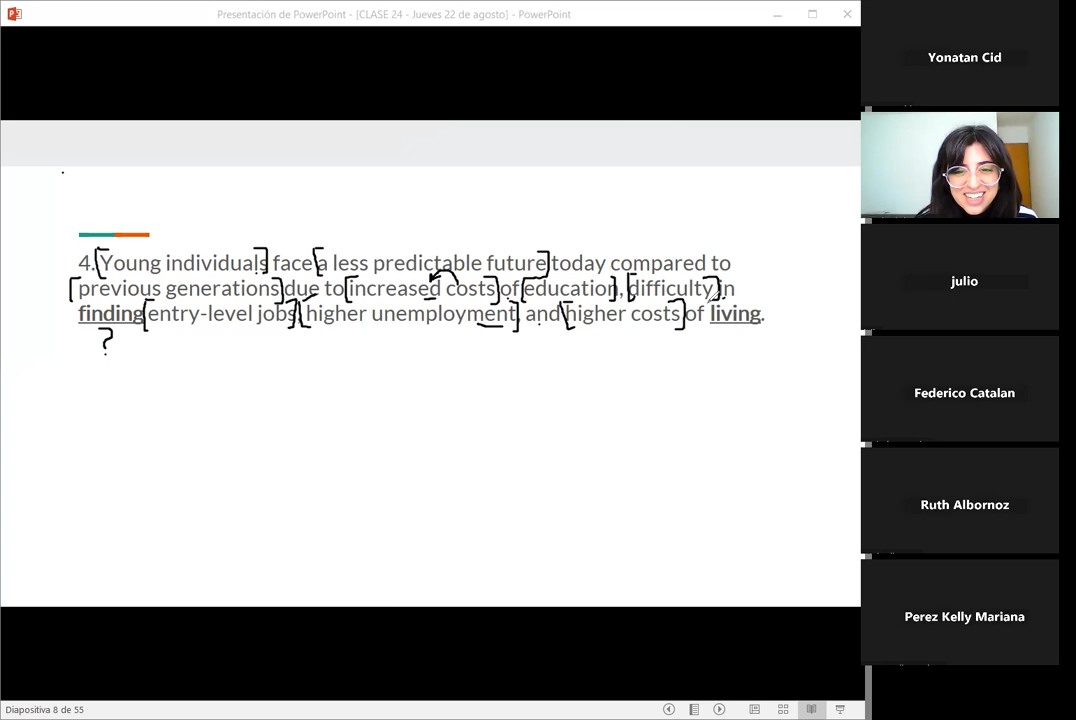 Presentación de PowerPoint - [CLASE 24 - Jueves 22 de agosto] - PowerPoint
Yonatan Cid
4. [Young individuals] face [a less predictable future] today compared to
[previous generations] due to [increased costs] of [education], [difficulty] in
finding [entry-level jobs], [higher unemployment], and [higher costs] of living.
?
julio
Federico Catalan
Ruth Albornoz
Perez Kelly Mariana
Diapositiva 8 de 55